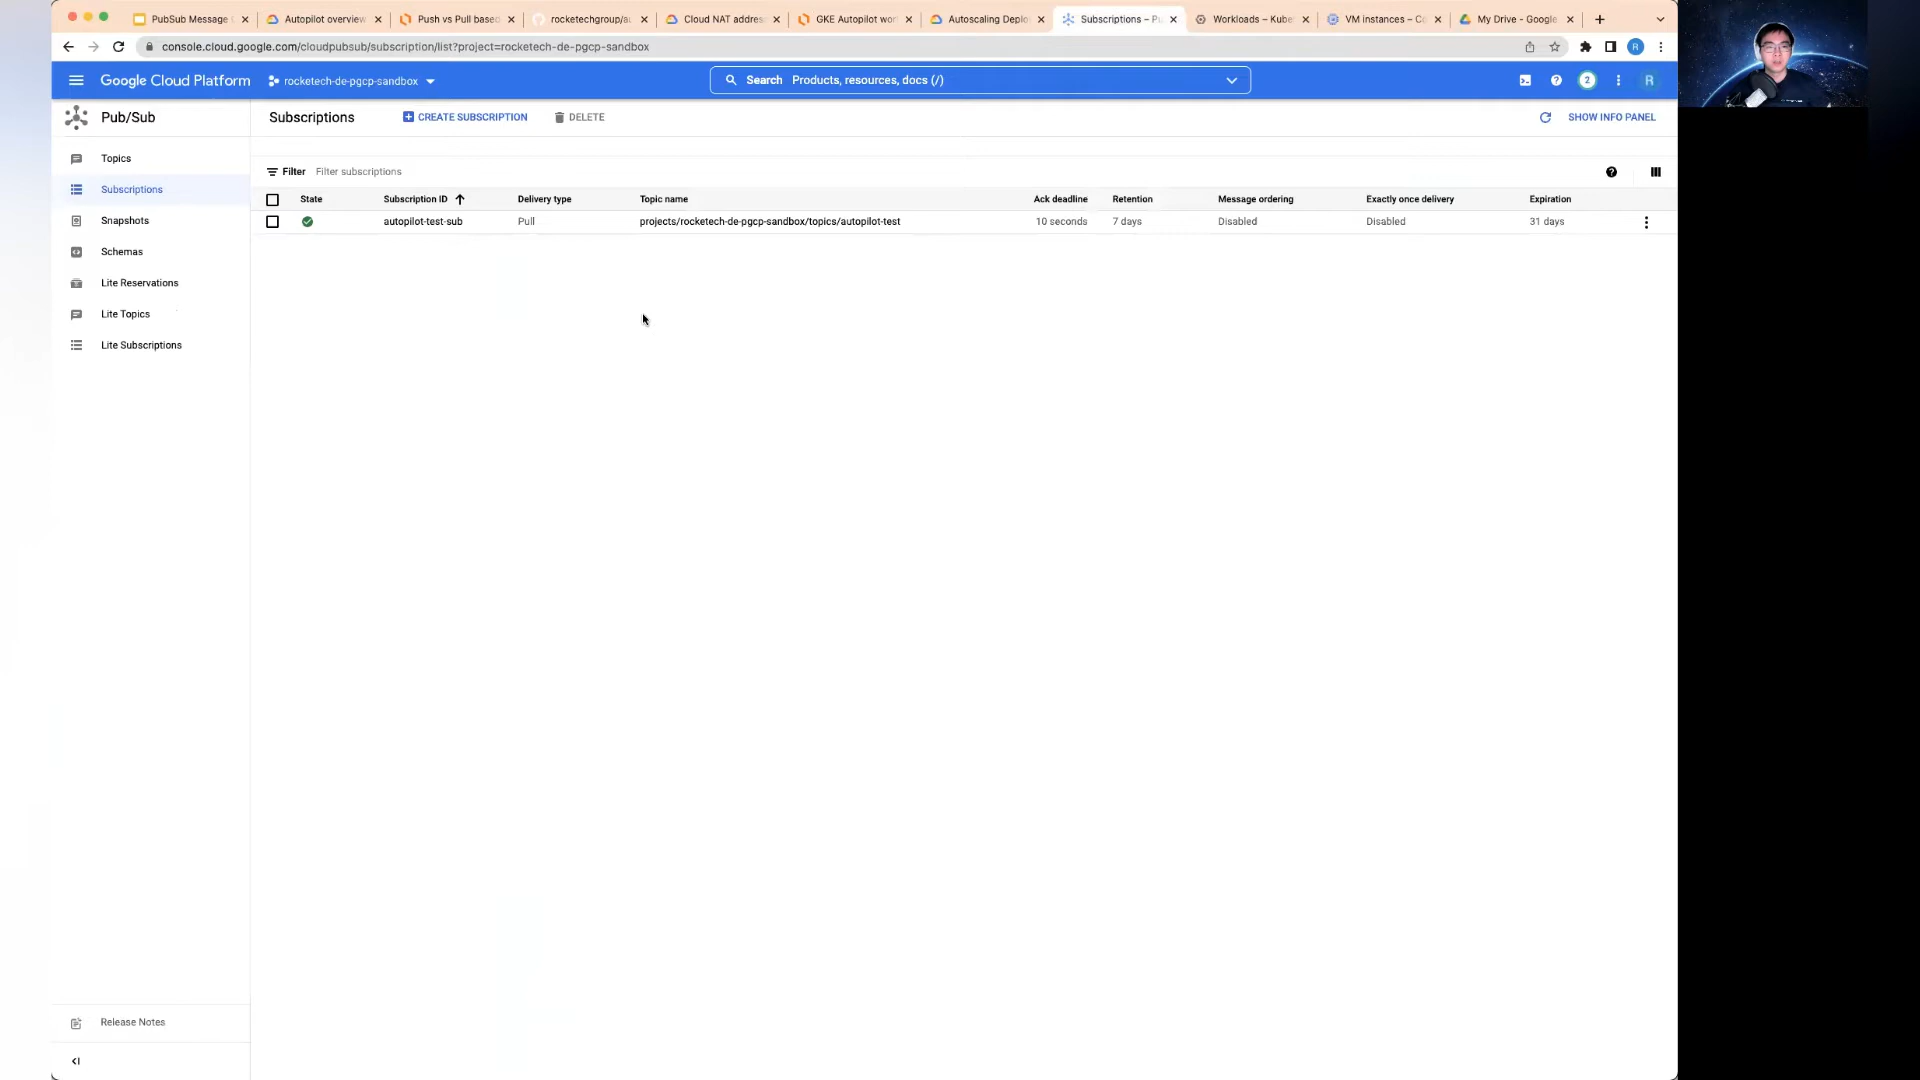 PubSub Message
Autopilot overview
Push vs Pull based
rocketechgroup/au
Cloud NAT addres
GKE Autopilot wor
Autoscaling Deplo
Subscriptions – Pu
Workloads – Kube
VM instances – Co
My Drive - Google
console.cloud.google.com/cloudpubsub/subscription/list?project=rocketech-de-pgcp-sandbox
R
Google Cloud Platform
rocketech-de-pgcp-sandbox
Search Products, resources, docs (/)
2
R
Pub/Sub
Subscriptions
CREATE SUBSCRIPTION
DELETE
SHOW INFO PANEL
Topics
Subscriptions
Snapshots
Schemas
Lite Reservations
Lite Topics
Lite Subscriptions
Filter Filter subscriptions
State Subscription ID Delivery type Topic name Ack deadline Retention Message ordering Exactly once delivery Expiration
autopilot-test-sub Pull projects/rocketech-de-pgcp-sandbox/topics/autopilot-test 10 seconds 7 days Disabled Disabled 31 days
Release Notes